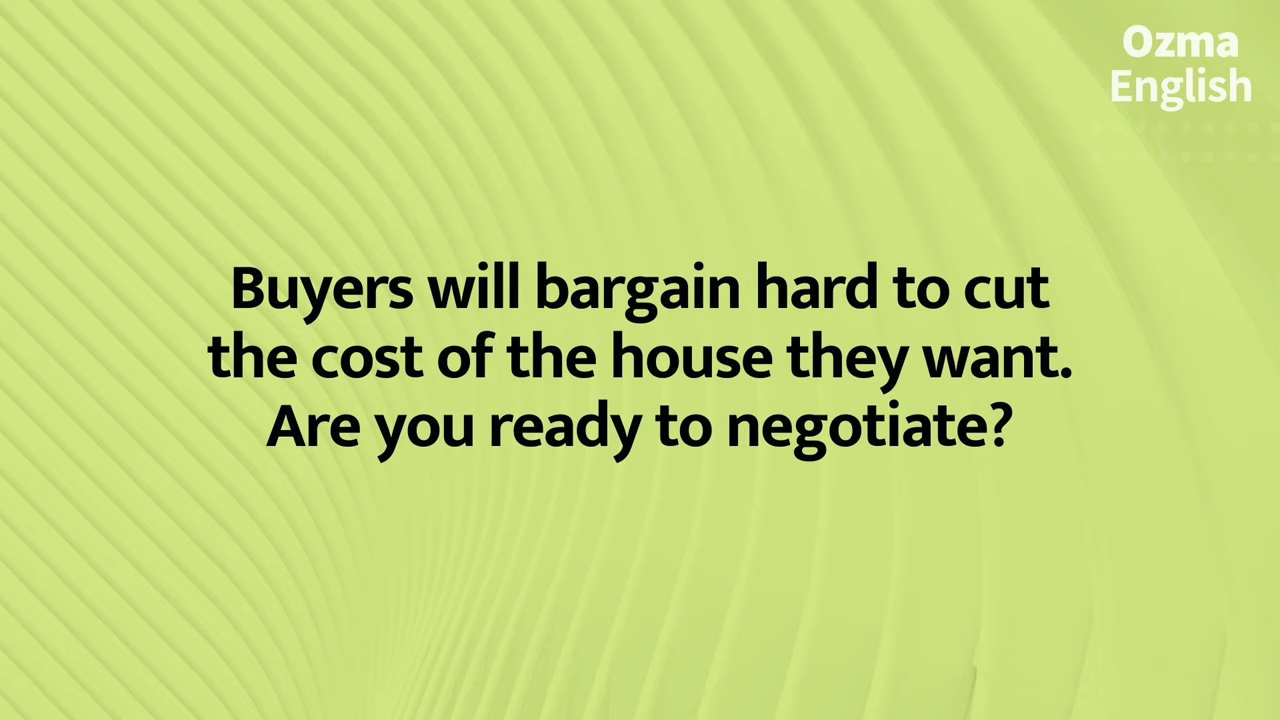 Ozma
English
Buyers will bargain hard to cut
the cost of the house they want.
Are you ready to negotiate?